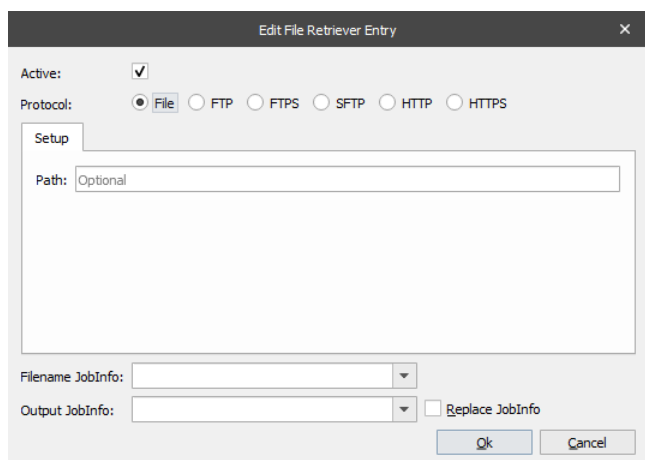 Edit File Retriever Entry
Active:
Protocol: File FTP FTPS SFTP HTTP HTTPS
Setup
Path: Optional
Filename JobInfo:
Output JobInfo: Replace JobInfo
Ok Cancel